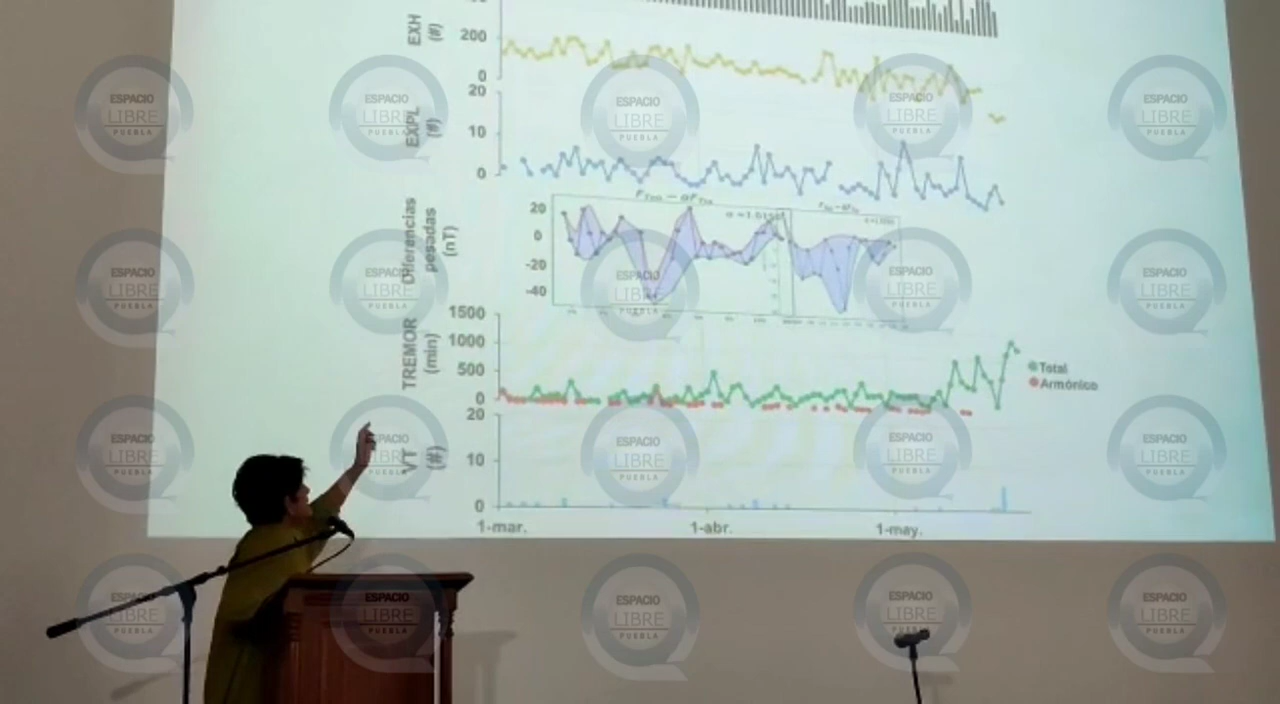 EXH
(#)
200
0
EXPL
(#)
20
10
0
Diferencias
pesadas
(nT)
20
0
-20
-40
TREMOR
(min)
1500
1000
500
0
Total
Armónico
VT
(#)
20
10
0
1-mar.
1-abr.
1-may.
ESPACIO
LIBRE
PUEBLA